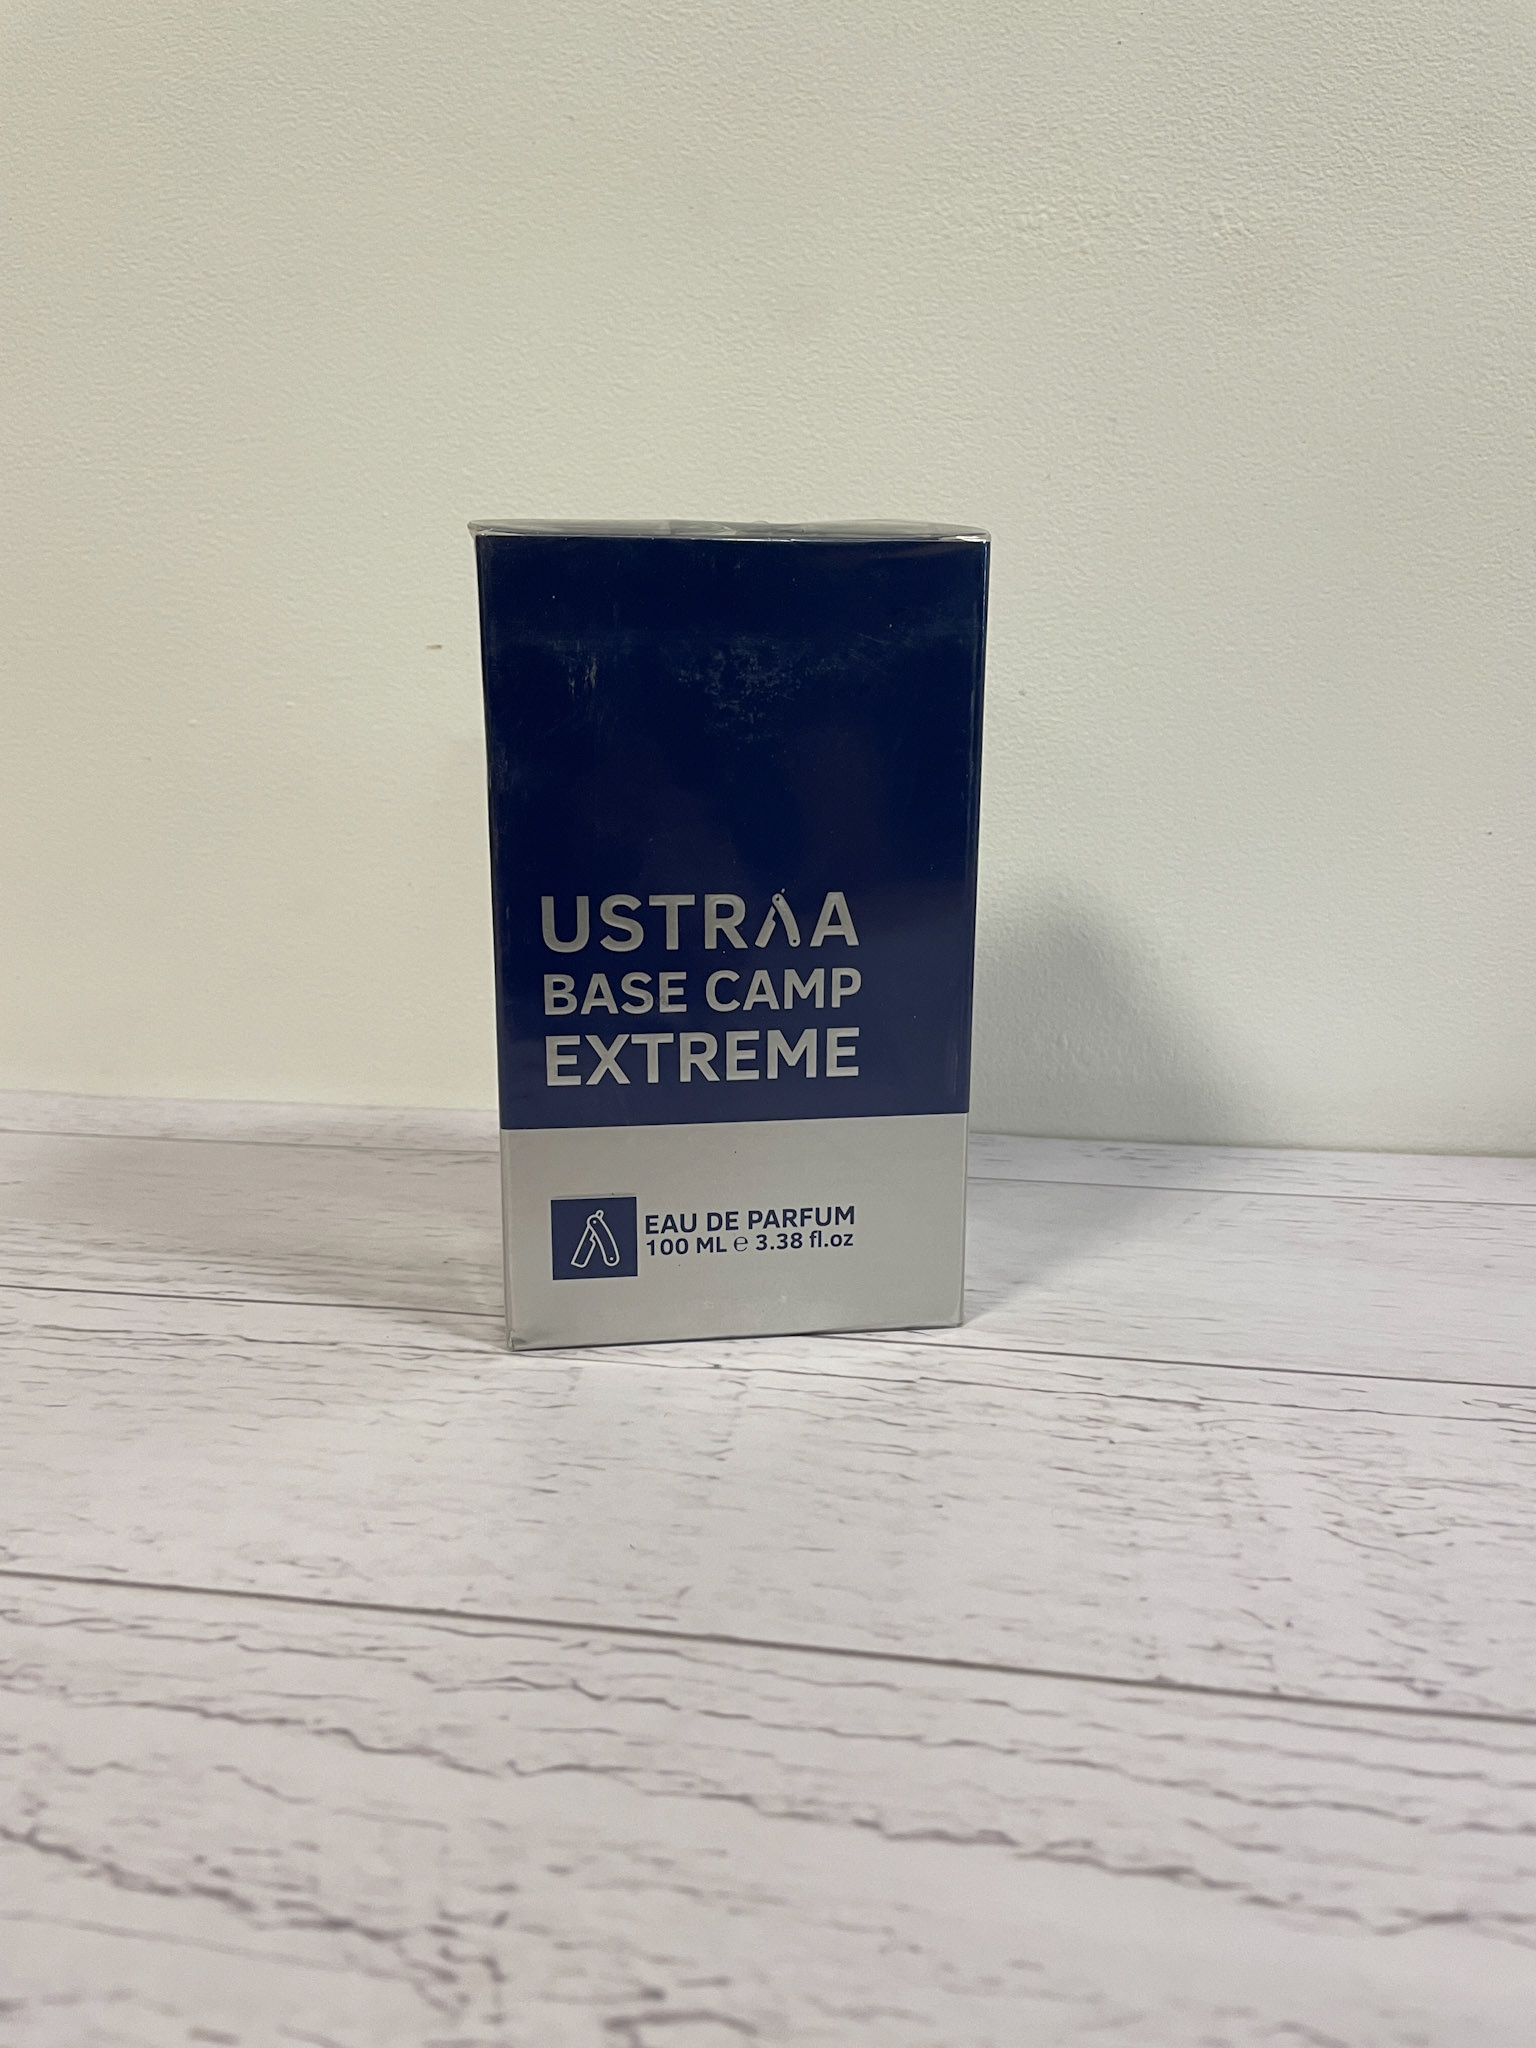 USTRAA
BASE CAMP
EXTREME
EAU DE PARFUM
100 ML ℮ 3.38 fl.oz